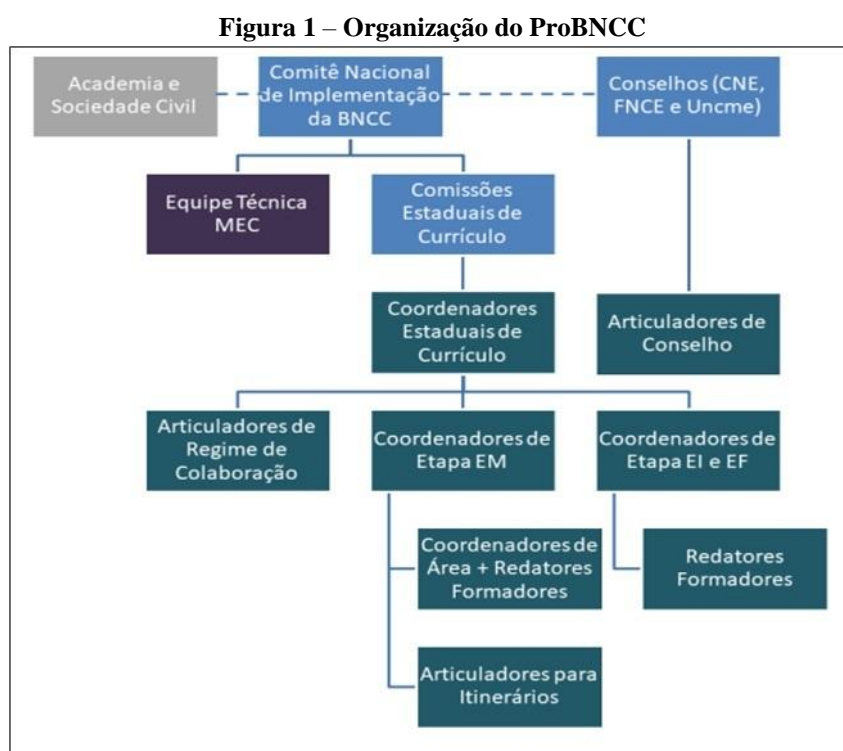 Figura 1 – Organização do ProBNCC
Academia e
Sociedade Civil
Comitê Nacional
de Implementação
da BNCC
Conselhos (CNE,
FNCE e Uncme)
Equipe Técnica
MEC
Comissões
Estaduais de
Currículo
Coordenadores
Estaduais de
Currículo
Articuladores de
Conselho
Articuladores de
Regime de
Colaboração
Coordenadores de
Etapa EM
Coordenadores de
Etapa EI e EF
Coordenadores de
Área + Redatores
Formadores
Redatores
Formadores
Articuladores para
Itinerários